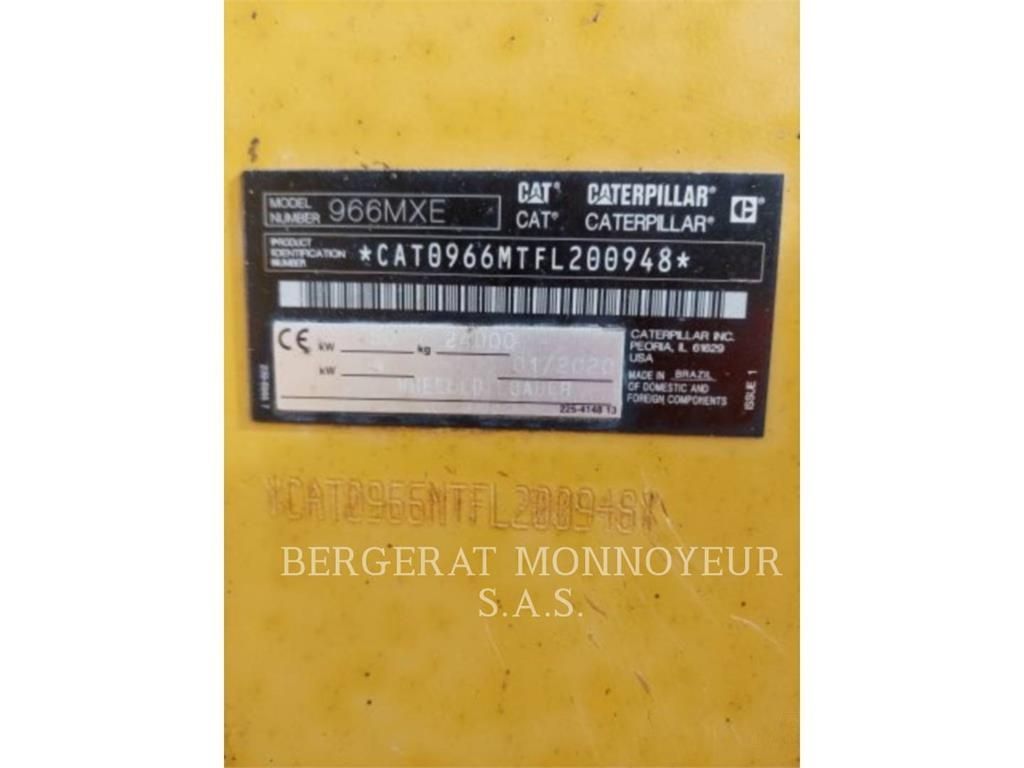 MODEL NUMBER 966MXE
CAT® CATERPILLAR®
CAT® CATERPILLAR®
C
PRODUCT IDENTIFICATION NUMBER *CAT0966MTFL200948*
CE kW kg 24000
kW 01/2020
WHEELED LOADER
225-4148 13
CATERPILLAR INC.
PEORIA, IL 61629
USA
MADE IN BRAZIL
OF DOMESTIC AND
FOREIGN COMPONENTS
ISSUE 1
*CAT0966MTFL200948*
BERGERAT MONNOYEUR
S.A.S.